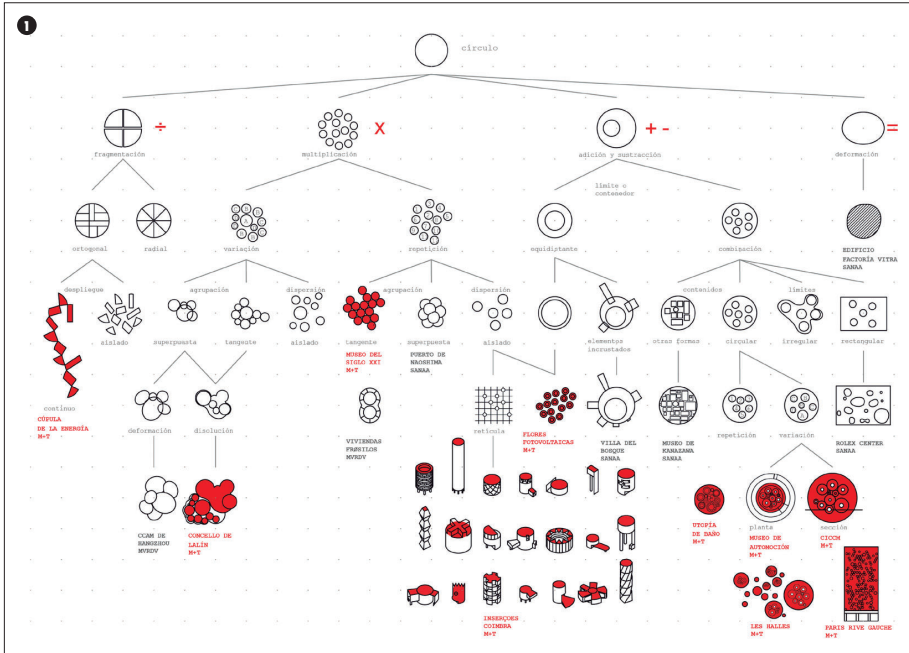 1
círculo
÷
X
+ -
=
fragmentación
multiplicación
adición y sustracción
deformación
límite o
contenedor
ortogonal
radial
variación
repetición
equidistante
combinación
EDIFICIO
FACTORÍA VITRA
SANAA
despliegue
agrupación
dispersión
agrupación
dispersión
contenidos
límites
aislado
superpuesta
tangente
aislado
tangente
superpuesta
aislado
elementos
incrustados
otras formas
circular
irregular
rectangular
MUSEO DEL
SIGLO XXI
M+T
PUERTO DE
NAOSHIMA
SANAA
continuo
CÚPULA
DE LA ENERGÍA
M+T
deformación
disolución
VIVIENDAS
FRØSILOS
MVRDV
retícula
FLORES
FOTOVOLTAICAS
M+T
VILLA DEL
BOSQUE
SANAA
MUSEO DE
KANAZAWA
SANAA
repetición
variación
ROLEX CENTER
SANAA
CCAM DE
HANGZHOU
MVRDV
CONCELLO DE
LALÍN
M+T
UTOPÍA
DE BAÑO
M+T
planta
MUSEO DE
AUTOMOCIÓN
M+T
sección
CICCM
M+T
INSERÇOES
COIMBRA
M+T
LES HALLES
M+T
PARIS RIVE GAUCHE
M+T